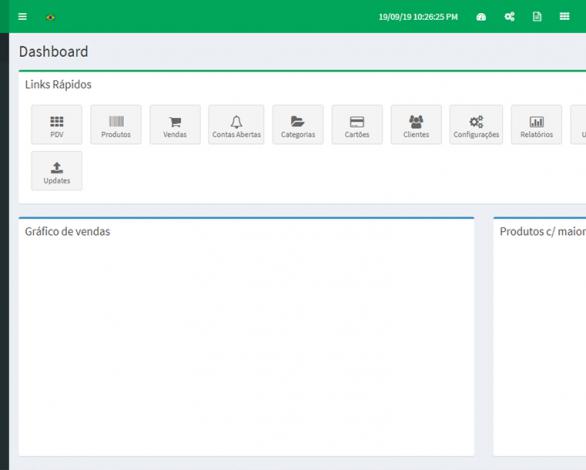 19/09/19 10:26:25 PM
Dashboard
Links Rápidos
PDV
Produtos
Vendas
Contas Abertas
Categorias
Cartões
Clientes
Configurações
Relatórios
U
Updates
Gráfico de vendas
Produtos c/ maior